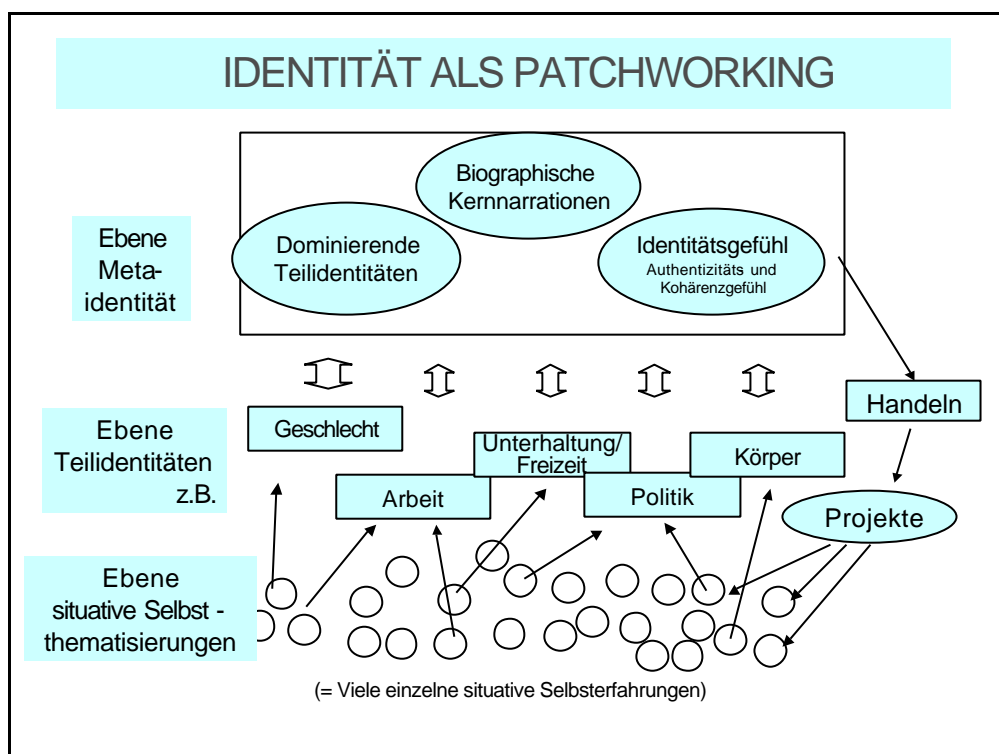 IDENTITÄT ALS PATCHWORKING
Ebene
Meta-
identität
Biographische
Kernnarrationen
Dominierende
Teilidentitäten
Identitätsgefühl
Authentizitäts und
Kohärenzgefühl
Ebene
Teilidentitäten
z.B.
Geschlecht
Arbeit
Unterhaltung/
Freizeit
Politik
Körper
Handeln
Projekte
Ebene
situative Selbst -
thematisierungen
(= Viele einzelne situative Selbsterfahrungen)